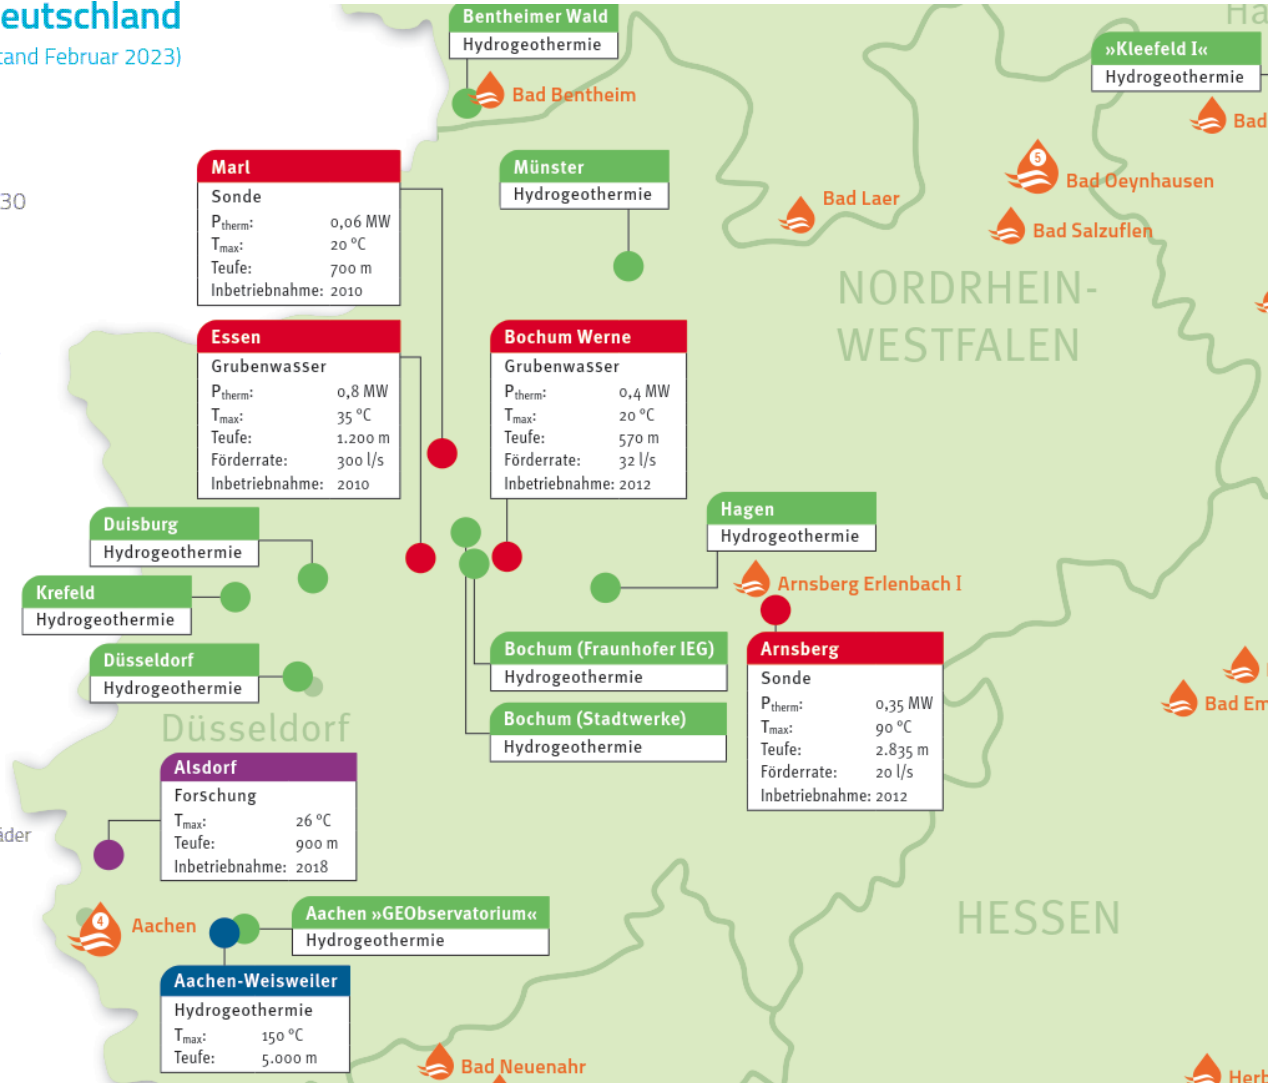 eutschland
tand Februar 2023)
30
äder
Bentheimer Wald
Hydrogeothermie
Bad Bentheim
»Kleefeld I«
Hydrogeothermie
Bad
5
Bad Oeynhausen
Bad Laer
Bad Salzuflen
Ha
Marl
Sonde
Ptherm: 0,06 MW
Tmax: 20 °C
Teufe: 700 m
Inbetriebnahme: 2010
Münster
Hydrogeothermie
NORDRHEIN-
WESTFALEN
Essen
Grubenwasser
Ptherm: 0,8 MW
Tmax: 35 °C
Teufe: 1.200 m
Förderrate: 300 l/s
Inbetriebnahme: 2010
Bochum Werne
Grubenwasser
Ptherm: 0,4 MW
Tmax: 20 °C
Teufe: 570 m
Förderrate: 32 l/s
Inbetriebnahme: 2012
Duisburg
Hydrogeothermie
Krefeld
Hydrogeothermie
Düsseldorf
Hydrogeothermie
Düsseldorf
Hagen
Hydrogeothermie
Arnsberg Erlenbach I
Bochum (Fraunhofer IEG)
Hydrogeothermie
Bochum (Stadtwerke)
Hydrogeothermie
Arnsberg
Sonde
Ptherm: 0,35 MW
Tmax: 90 °C
Teufe: 2.835 m
Förderrate: 20 l/s
Inbetriebnahme: 2012
Bad Em
Alsdorf
Forschung
Tmax: 26 °C
Teufe: 900 m
Inbetriebnahme: 2018
4
Aachen
Aachen »GEObservatorium«
Hydrogeothermie
HESSEN
Aachen-Weisweiler
Hydrogeothermie
Tmax: 150 °C
Teufe: 5.000 m
Bad Neuenahr
Herb